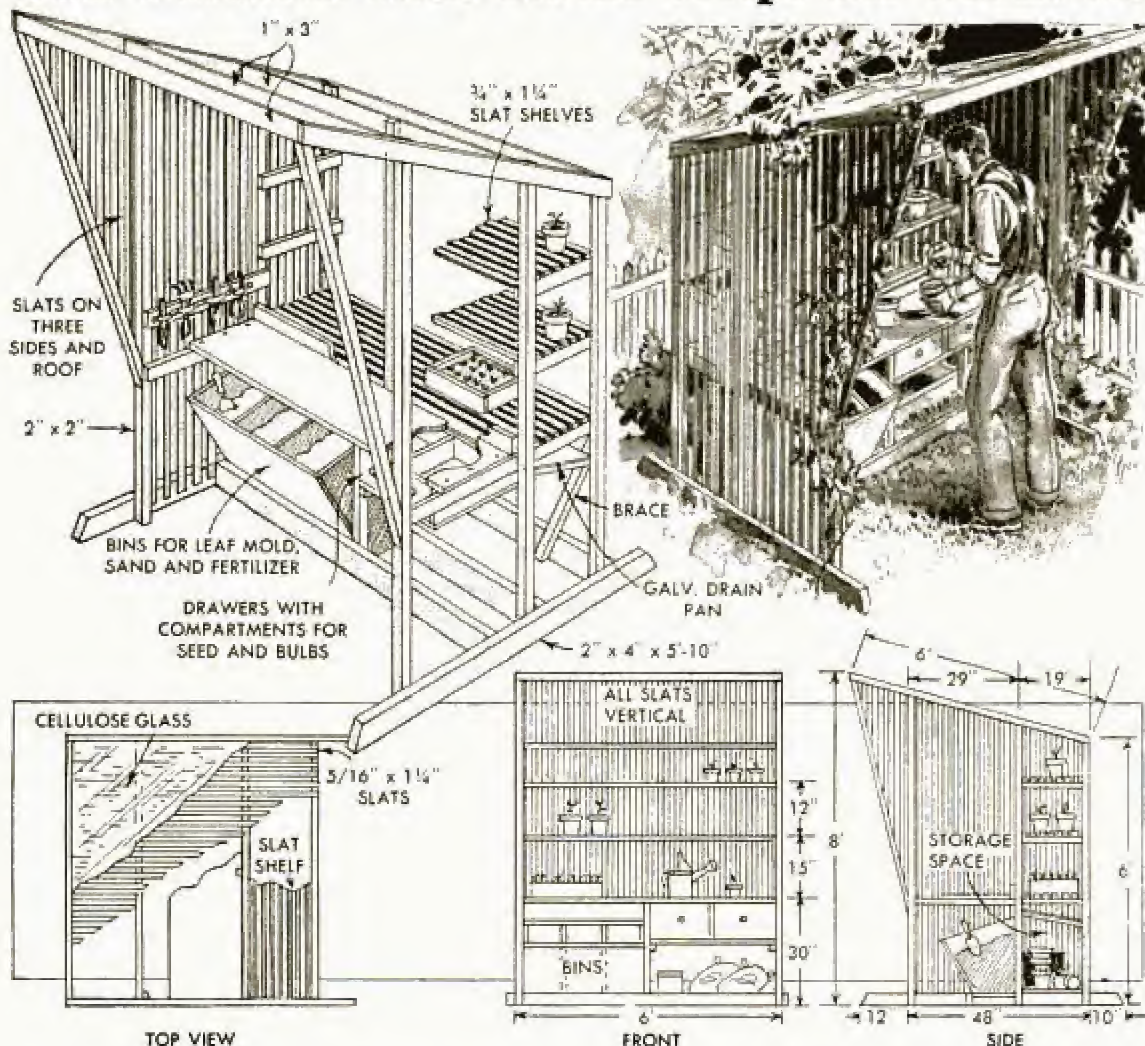 1" x 3"
¾" x 1¼"
SLAT SHELVES
SLATS ON
THREE
SIDES AND
ROOF
2" x 2"
BINS FOR LEAF MOLD,
SAND AND FERTILIZER
DRAWERS WITH
COMPARTMENTS FOR
SEED AND BULBS
BRACE
GALV. DRAIN
PAN
2" x 4" x 5'-10"
CELLULOSE GLASS
5/16" x 1¼"
SLATS
SLAT
SHELF
TOP VIEW
ALL SLATS
VERTICAL
12"
15"
30"
8'
BINS
6'
FRONT
6'
29"
19'
STORAGE
SPACE
6'
12
48"
10'
SIDE